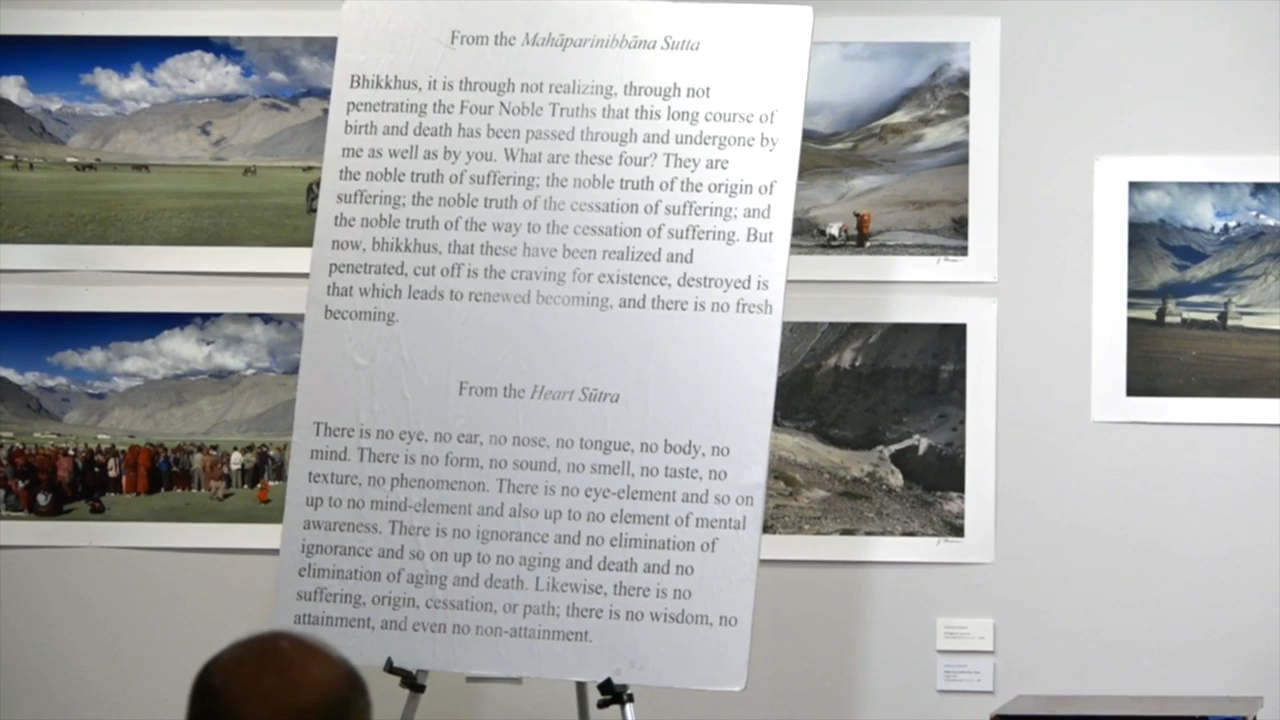 From the Mahāparinibbāna Sutta
Bhikkhus, it is through not realizing, through not
penetrating the Four Noble Truths that this long course of
birth and death has been passed through and undergone by
me as well as by you. What are these four? They are
the noble truth of suffering; the noble truth of the origin of
suffering; the noble truth of the cessation of suffering; and
the noble truth of the way to the cessation of suffering. But
now, bhikkhus, that these have been realized and
penetrated, cut off is the craving for existence, destroyed is
that which leads to renewed becoming, and there is no fresh
becoming.
From the Heart Sūtra
There is no eye, no ear, no nose, no tongue, no body, no
mind. There is no form, no sound, no smell, no taste, no
texture, no phenomenon. There is no eye-element and so on
up to no mind-element and also up to no element of mental
awareness. There is no ignorance and no elimination of
ignorance and so on up to no aging and death and no
elimination of aging and death. Likewise, there is no
suffering, origin, cessation, or path; there is no wisdom, no
attainment, and even no non-attainment.